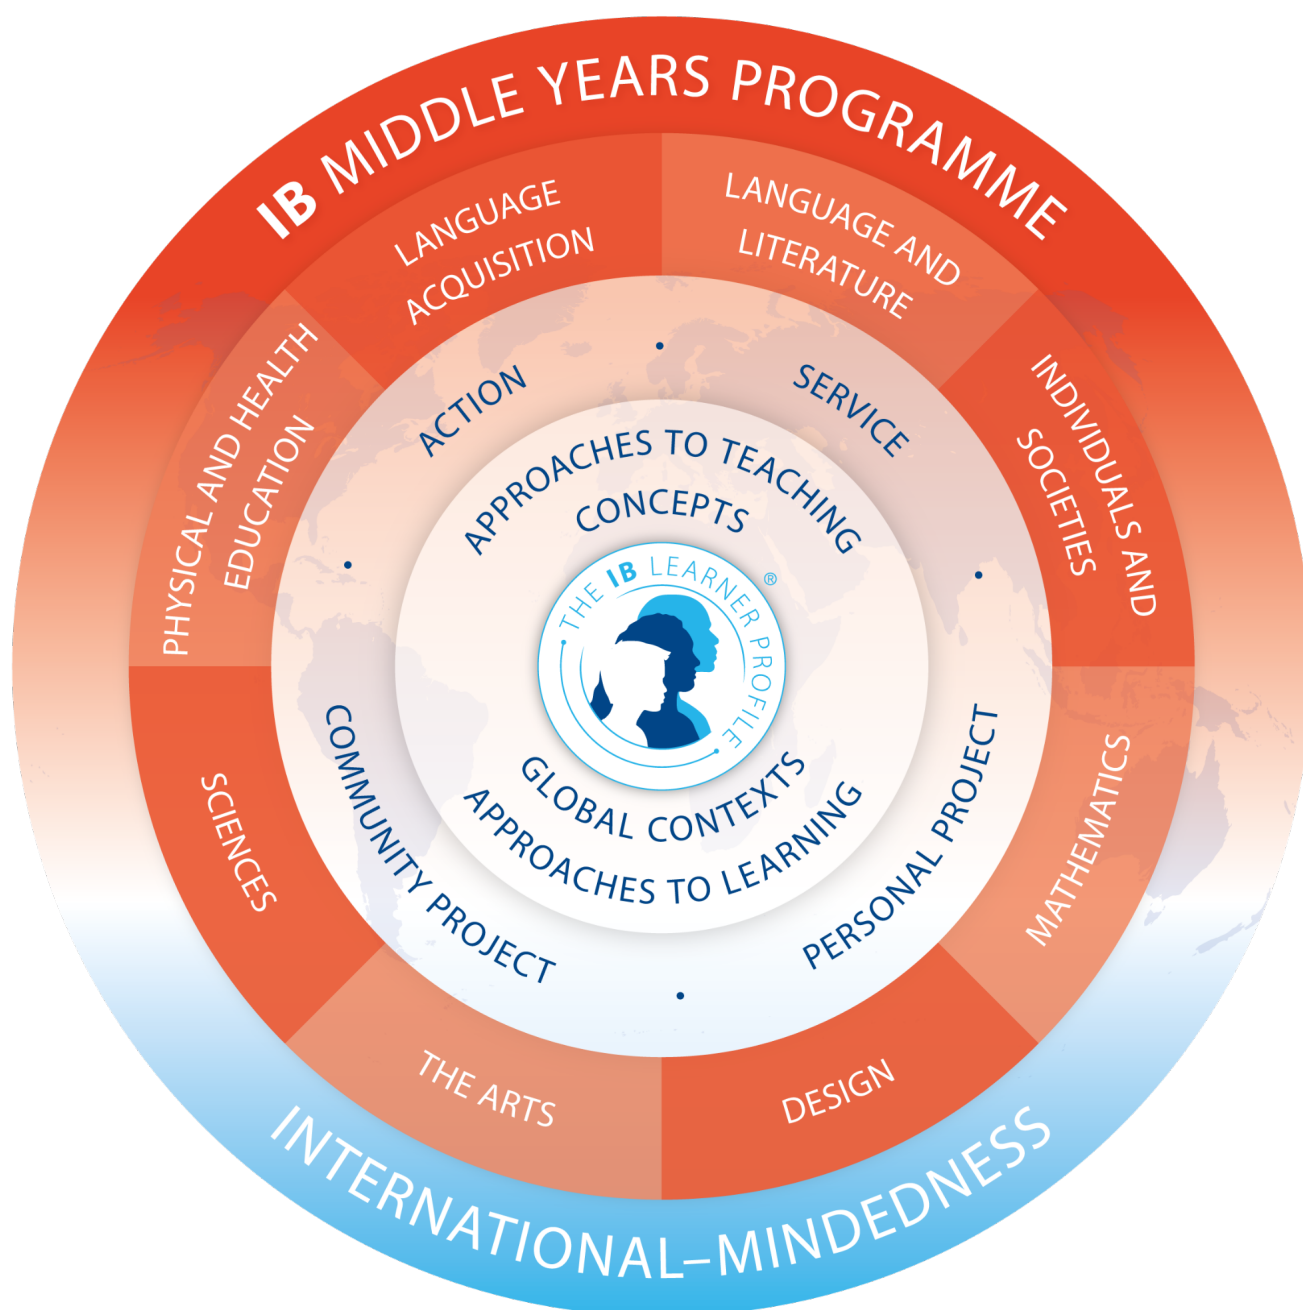 IB MIDDLE YEARS PROGRAMME
LANGUAGE
ACQUISITION
LANGUAGE AND
LITERATURE
PHYSICAL AND HEALTH
EDUCATION
INDIVIDUALS AND
SOCIETIES
SCIENCES
MATHEMATICS
THE ARTS
DESIGN
ACTION
SERVICE
COMMUNITY PROJECT
PERSONAL PROJECT
APPROACHES TO TEACHING
CONCEPTS
THE IB LEARNER PROFILE
®
GLOBAL CONTEXTS
APPROACHES TO LEARNING
INTERNATIONAL–MINDEDNESS